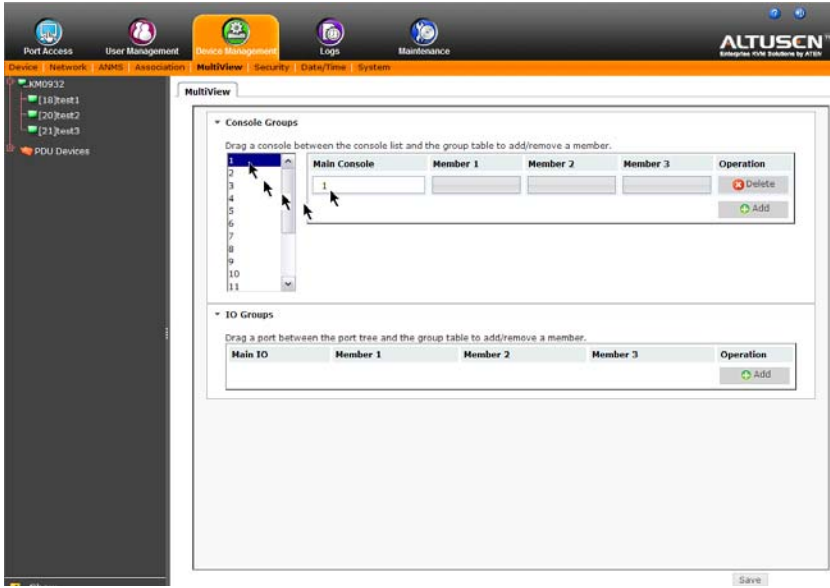 Port Access User Management Device Management Logs Maintenance
ALTUSEN™
Enterprise KVM Solutions by ATEN
Device Network ANMS Association MultiView Security Date/Time System
KM0932
[18]test1
[20]test2
[21]test3
PDU Devices
MultiView
Console Groups
Drag a console between the console list and the group table to add/remove a member.
1
2
3
4
5
6
7
8
9
10
11
Main Console Member 1 Member 2 Member 3 Operation
1 Delete
Add
IO Groups
Drag a port between the port tree and the group table to add/remove a member.
Main IO Member 1 Member 2 Member 3 Operation
Add
Save